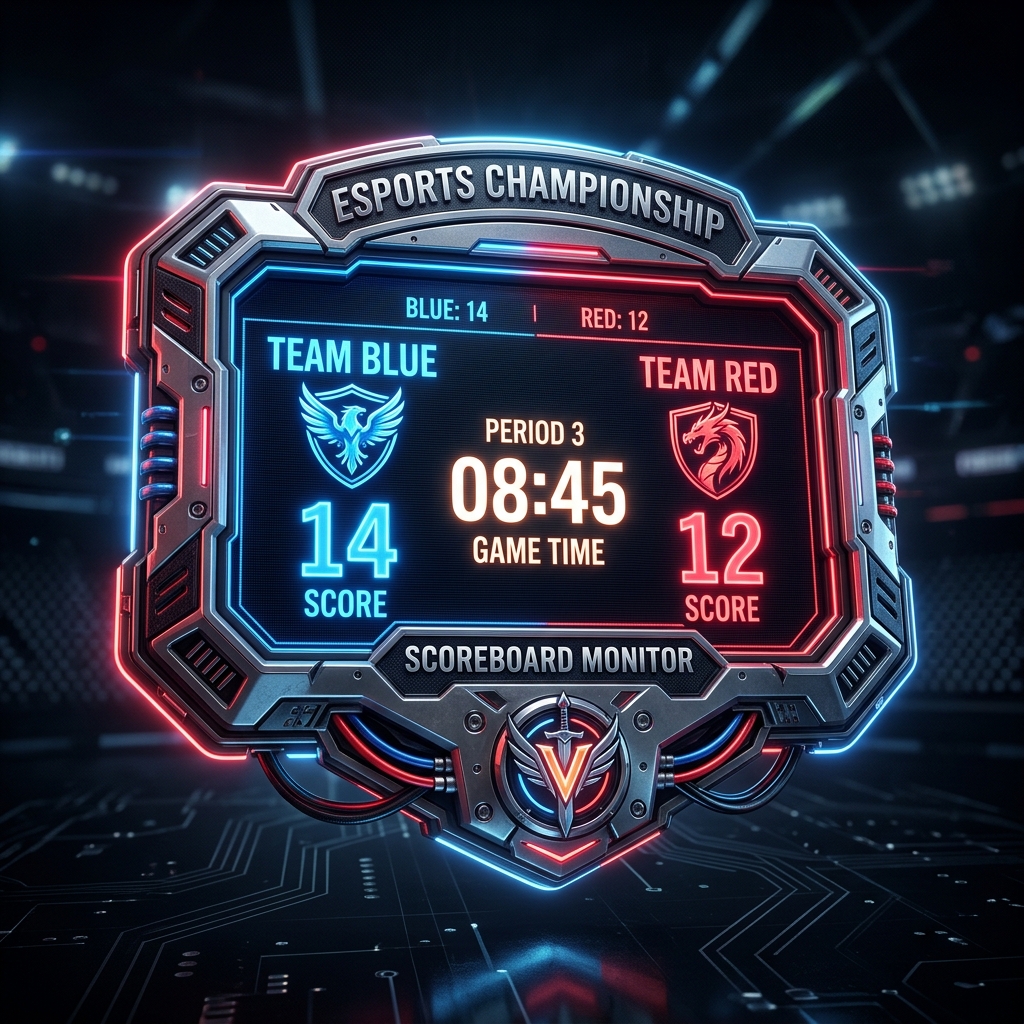 ESPORTS CHAMPIONSHIP
BLUE: 14 | RED: 12
TEAM BLUE
14
SCORE
PERIOD 3
08:45
GAME TIME
TEAM RED
12
SCORE
SCOREBOARD MONITOR
V